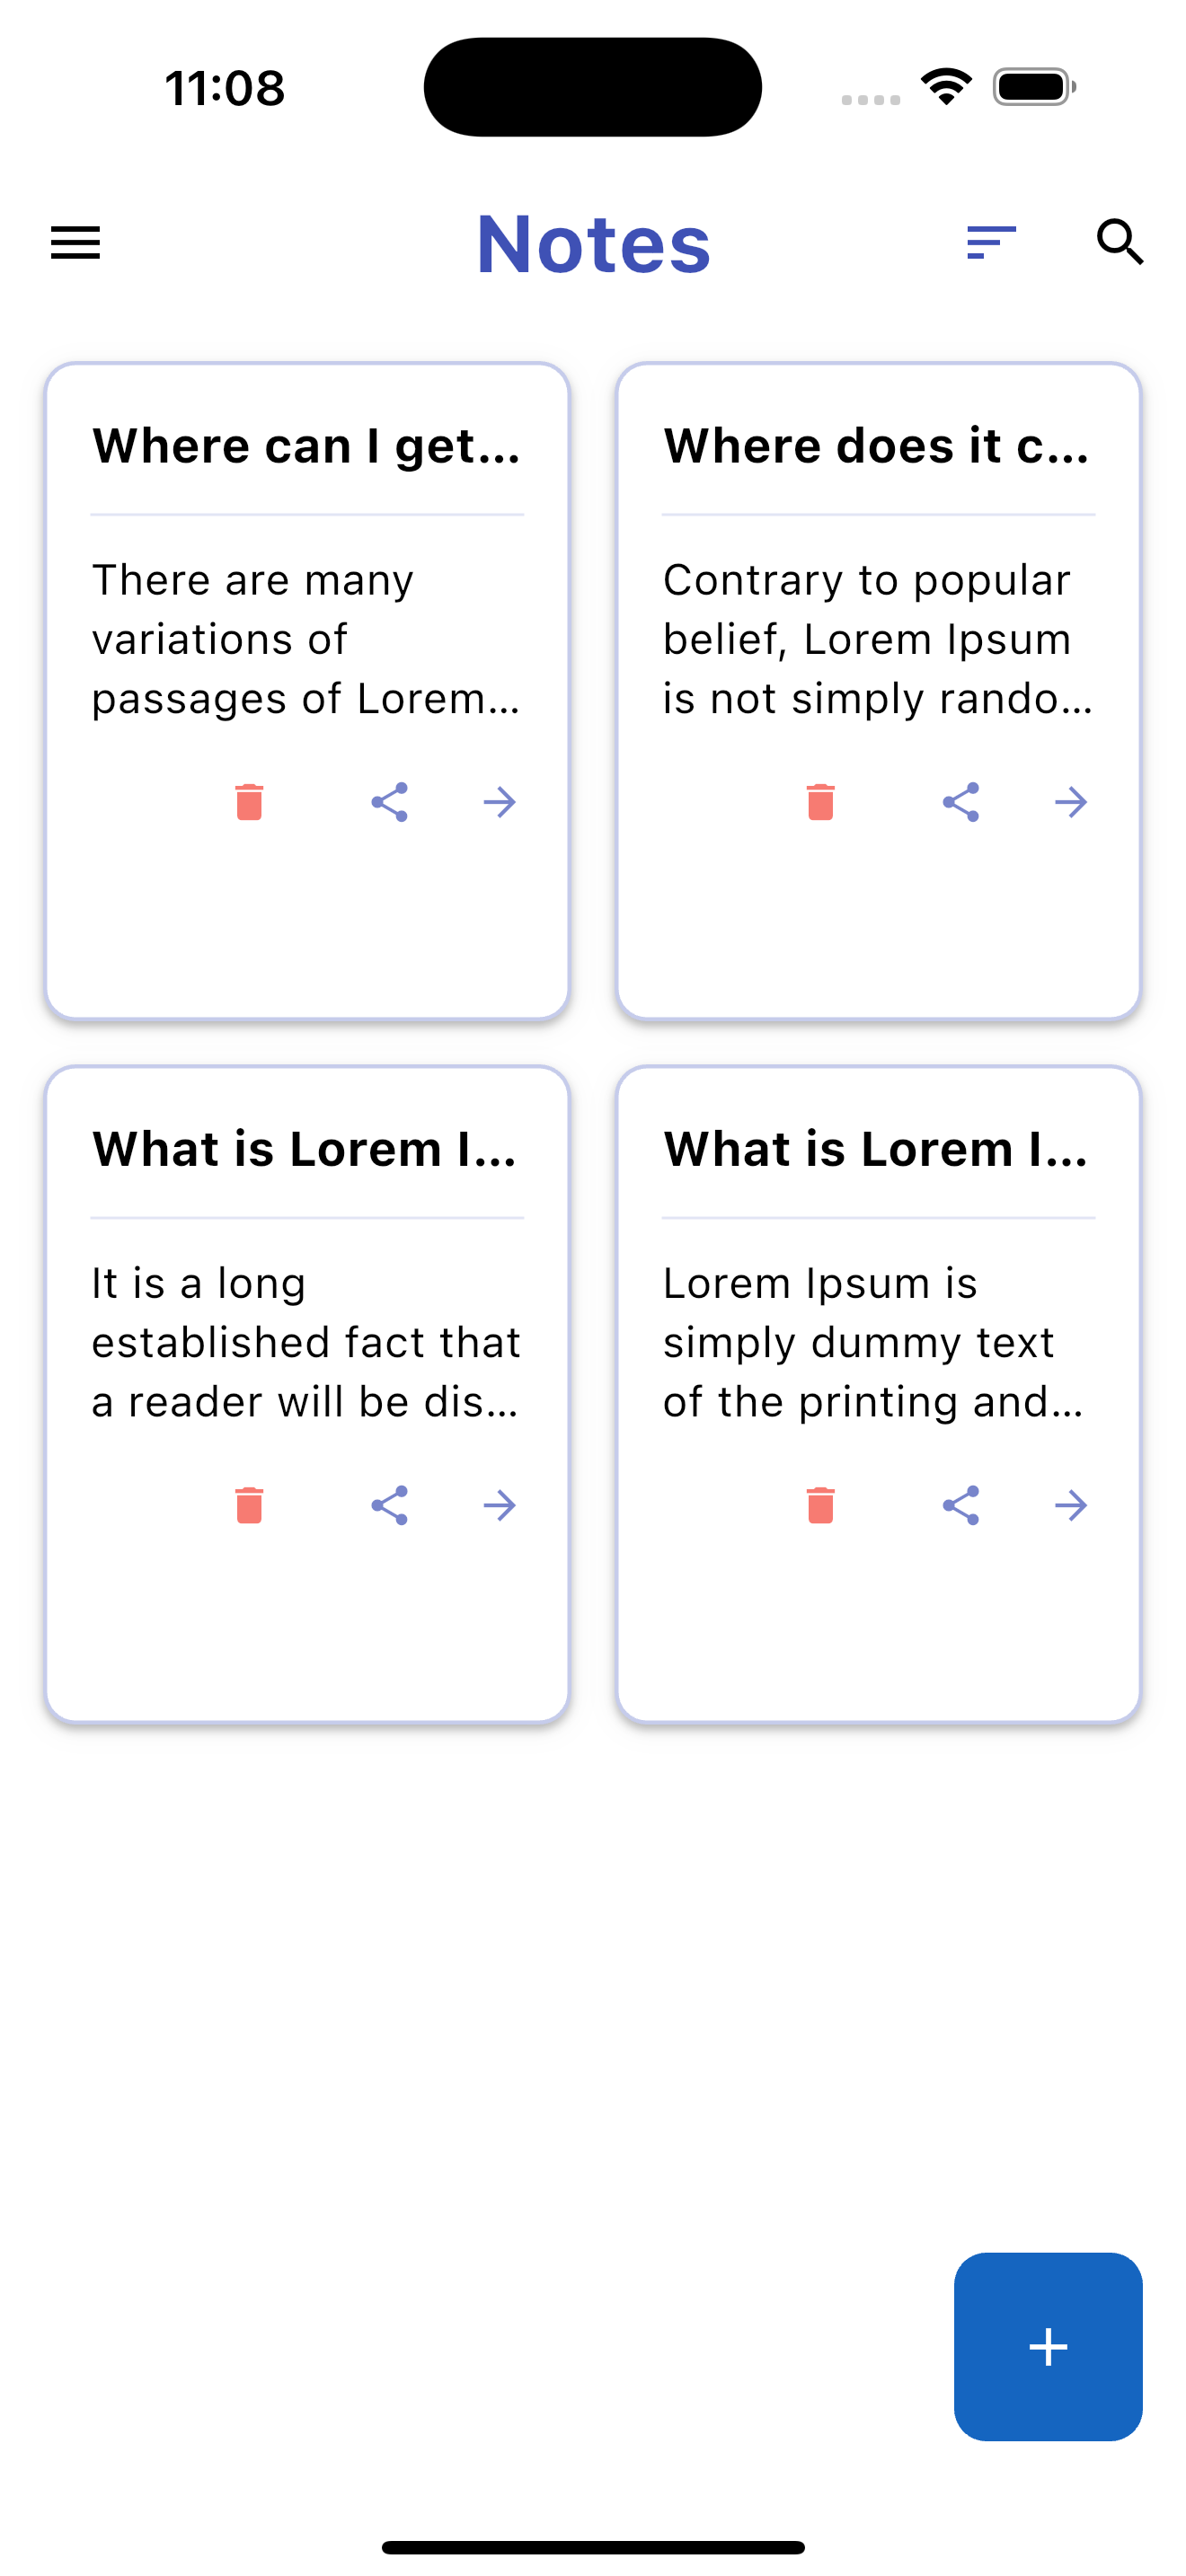 11:08
Notes
Where can I get...
There are many
variations of
passages of Lorem...
Where does it c...
Contrary to popular
belief, Lorem Ipsum
is not simply rando...
What is Lorem I...
It is a long
established fact that
a reader will be dis...
What is Lorem I...
Lorem Ipsum is
simply dummy text
of the printing and...